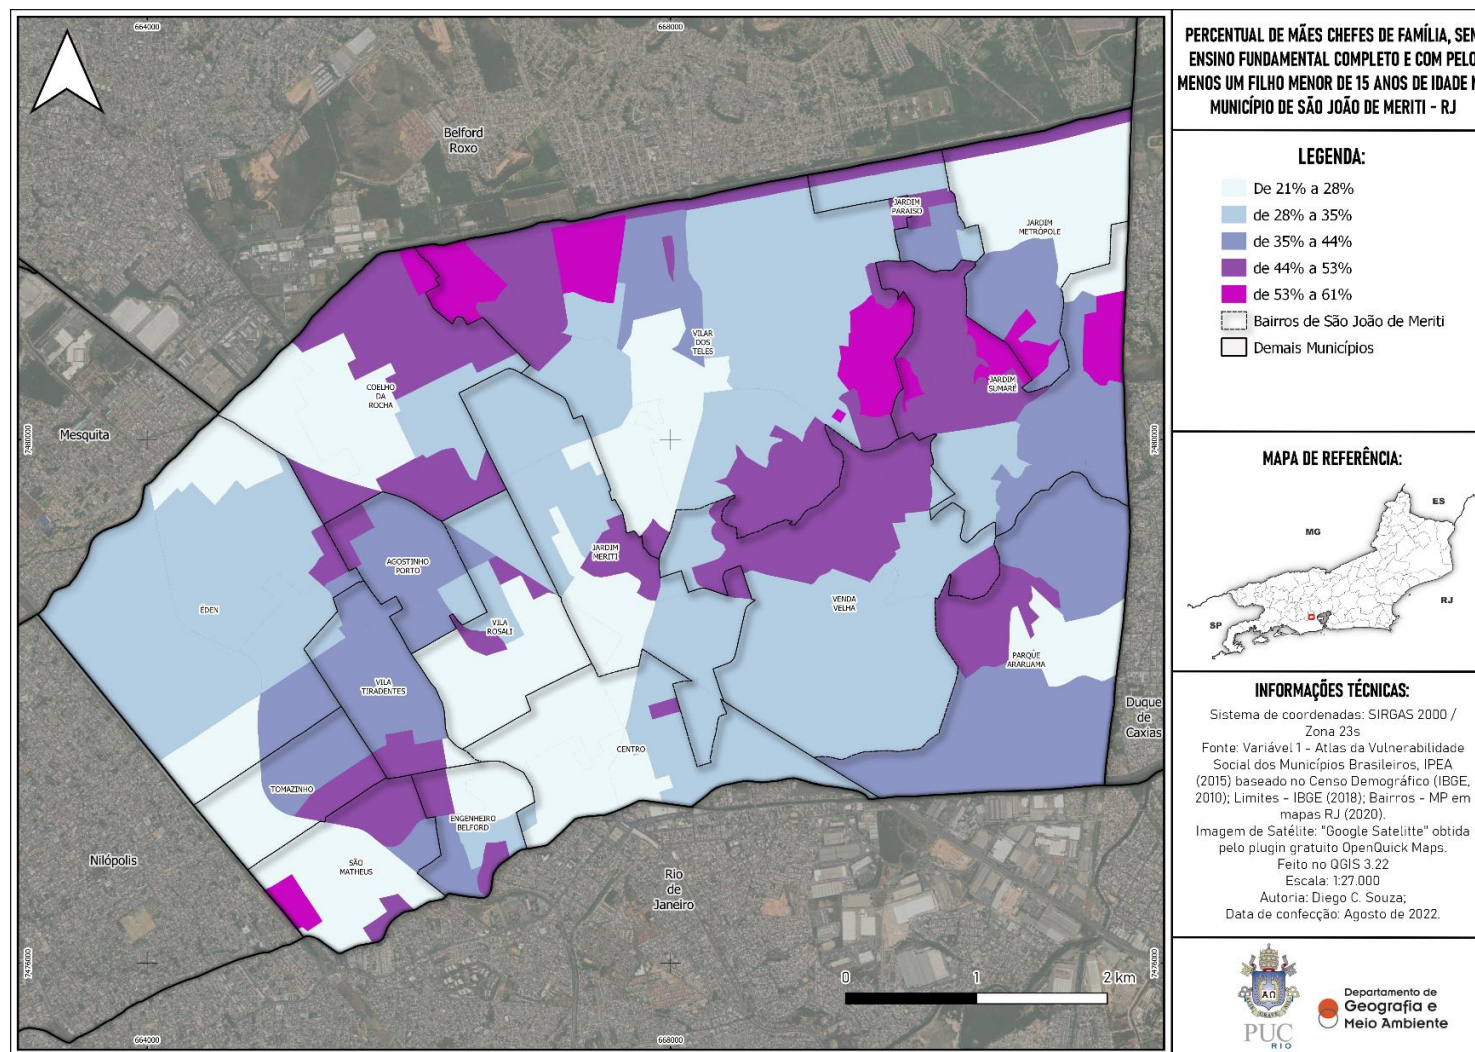 PERCENTUAL DE MÃES CHEFES DE FAMÍLIA, SEM
ENSINO FUNDAMENTAL COMPLETO E COM PELO
MENOS UM FILHO MENOR DE 15 ANOS DE IDADE N
MUNICÍPIO DE SÃO JOÃO DE MERITI - RJ
LEGENDA:
De 21% a 28%
de 28% a 35%
de 35% a 44%
de 44% a 53%
de 53% a 61%
Bairros de São João de Meriti
Demais Municípios
MAPA DE REFERÊNCIA:
ES
MG
RJ
SP
INFORMAÇÕES TÉCNICAS:
Sistema de coordenadas: SIRGAS 2000 /
Zona 23s
Fonte: Variável 1 - Atlas da Vulnerabilidade
Social dos Municípios Brasileiros, IPEA
(2015) baseado no Censo Demográfico (IBGE,
2010); Limites - IBGE (2018); Bairros - MP em
mapas RJ (2020).
Imagem de Satélite: "Google Satelitte" obtida
pelo plugin gratuito OpenQuick Maps.
Feito no QGIS 3.22
Escala: 1:27.000
Autoria: Diego C. Souza;
Data de confecção: Agosto de 2022.
PUC
RIO
Departamento de
Geografia e
Meio Ambiente
664000
668000
Belford
Roxo
JARDIM
PARAISO
JARDIM
METRÓPOLE
VILAR
DOS
TELES
COELHO
DA
ROCHA
JARDIM
SUMARÉ
Mesquita
7480000
7480000
JARDIM
MERITI
AGOSTINHO
PORTO
ÉDEN
VILA
ROSALI
VENDA
VELHA
PARQUE
ARARUAMA
VILA
TIRADENTES
Duque
de
Caxias
CENTRO
TOMAZINHO
ENGENHEIRO
BELFORD
SÃO
MATHEUS
Nilópolis
Rio
de
Janeiro
7476000
7476000
0
1
2 km
664000
668000